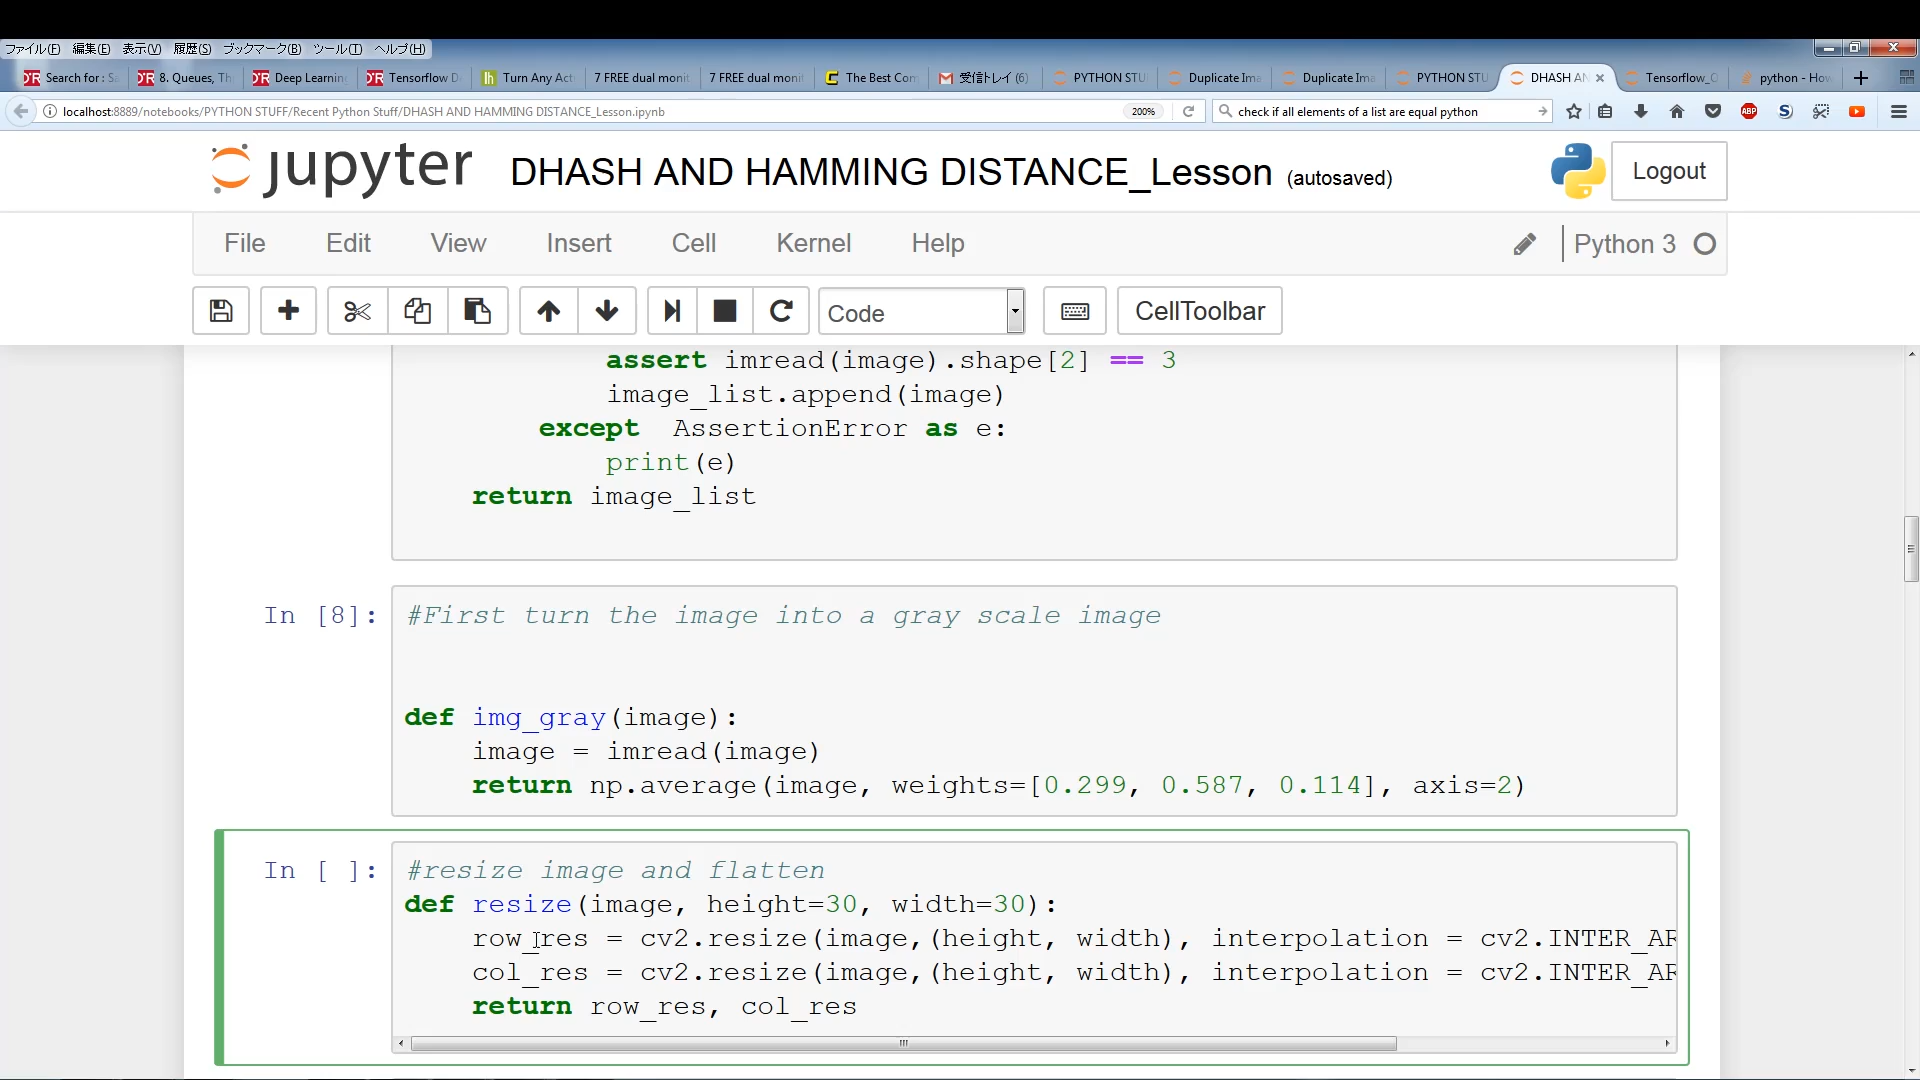 ファイル(F) 編集(E) 表示(V) 履歴(S) ブックマーク(B) ツール(T) ヘルプ(H)
Search for : Sa 8. Queues, Th Deep Learnin Tensorflow D Turn Any Act 7 FREE dual monit 7 FREE dual monit The Best Con 受信トレイ (6) PYTHON STU Duplicate Ima Duplicate Ima PYTHON STU DHASH AN Tensorflow_O python - How
localhost:8889/notebooks/PYTHON STUFF/Recent Python Stuff/DHASH AND HAMMING DISTANCE_Lesson.ipynb 200% check if all elements of a list are equal python ABP S
jupyter DHASH AND HAMMING DISTANCE_Lesson (autosaved) Logout
File Edit View Insert Cell Kernel Help Python 3
Code CellToolbar
assert imread(image).shape[2] == 3
image_list.append(image)
except AssertionError as e:
print(e)
return image_list
In [8]: #First turn the image into a gray scale image
def img_gray(image):
image = imread(image)
return np.average(image, weights=[0.299, 0.587, 0.114], axis=2)
In [ ]: #resize image and flatten
def resize(image, height=30, width=30):
row_res = cv2.resize(image,(height, width), interpolation = cv2.INTER_AR
col_res = cv2.resize(image,(height, width), interpolation = cv2.INTER_AR
return row_res, col_res